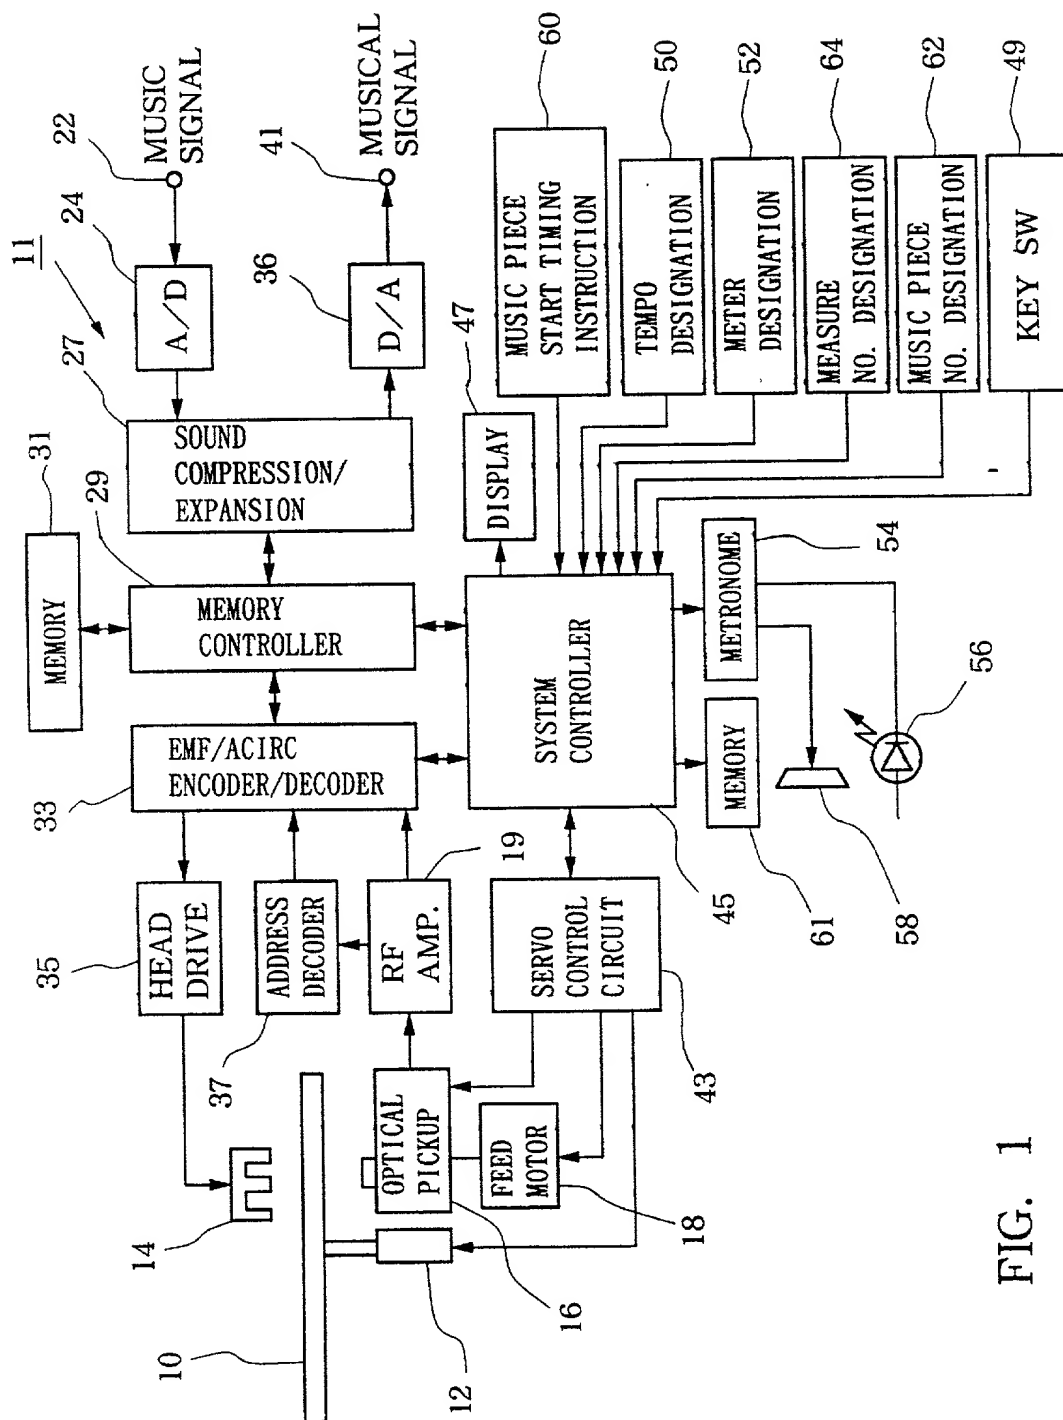 11
14
35
HEAD
DRIVE
33
EMF/ACIRC
ENCODER/DECODER
29
MEMORY
CONTROLLER
31
MEMORY
27
SOUND
COMPRESSION/
EXPANSION
24
A/D
22
MUSIC
SIGNAL
36
D/A
41
MUSICAL
SIGNAL
10
37
ADDRESS
DECODER
19
RF
AMP.
OPTICAL
PICKUP
16
12
FEED
MOTOR
18
SERVO
CONTROL
CIRCUIT
43
SYSTEM
CONTROLLER
45
47
DISPLAY
MEMORY
61
METRONOME
54
58
56
60
MUSIC PIECE
START TIMING
INSTRUCTION
50
TEMPO
DESIGNATION
52
METER
DESIGNATION
64
MEASURE
NO. DESIGNATION
62
MUSIC PIECE
NO. DESIGNATION
49
KEY SW
FIG. 1